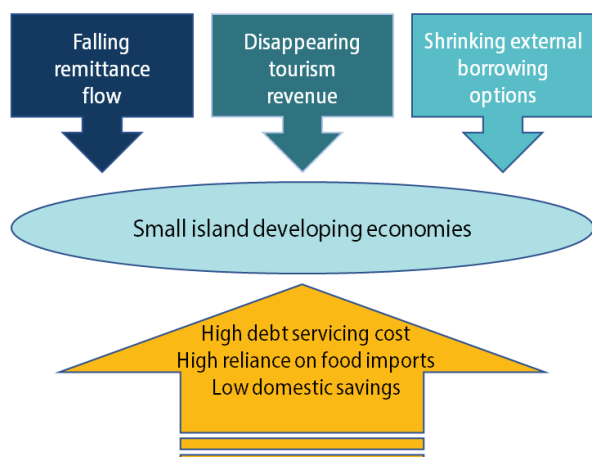 Falling
remittance
flow
Disappearing
tourism
revenue
Shrinking external
borrowing
options
Small island developing economies
High debt servicing cost
High reliance on food imports
Low domestic savings